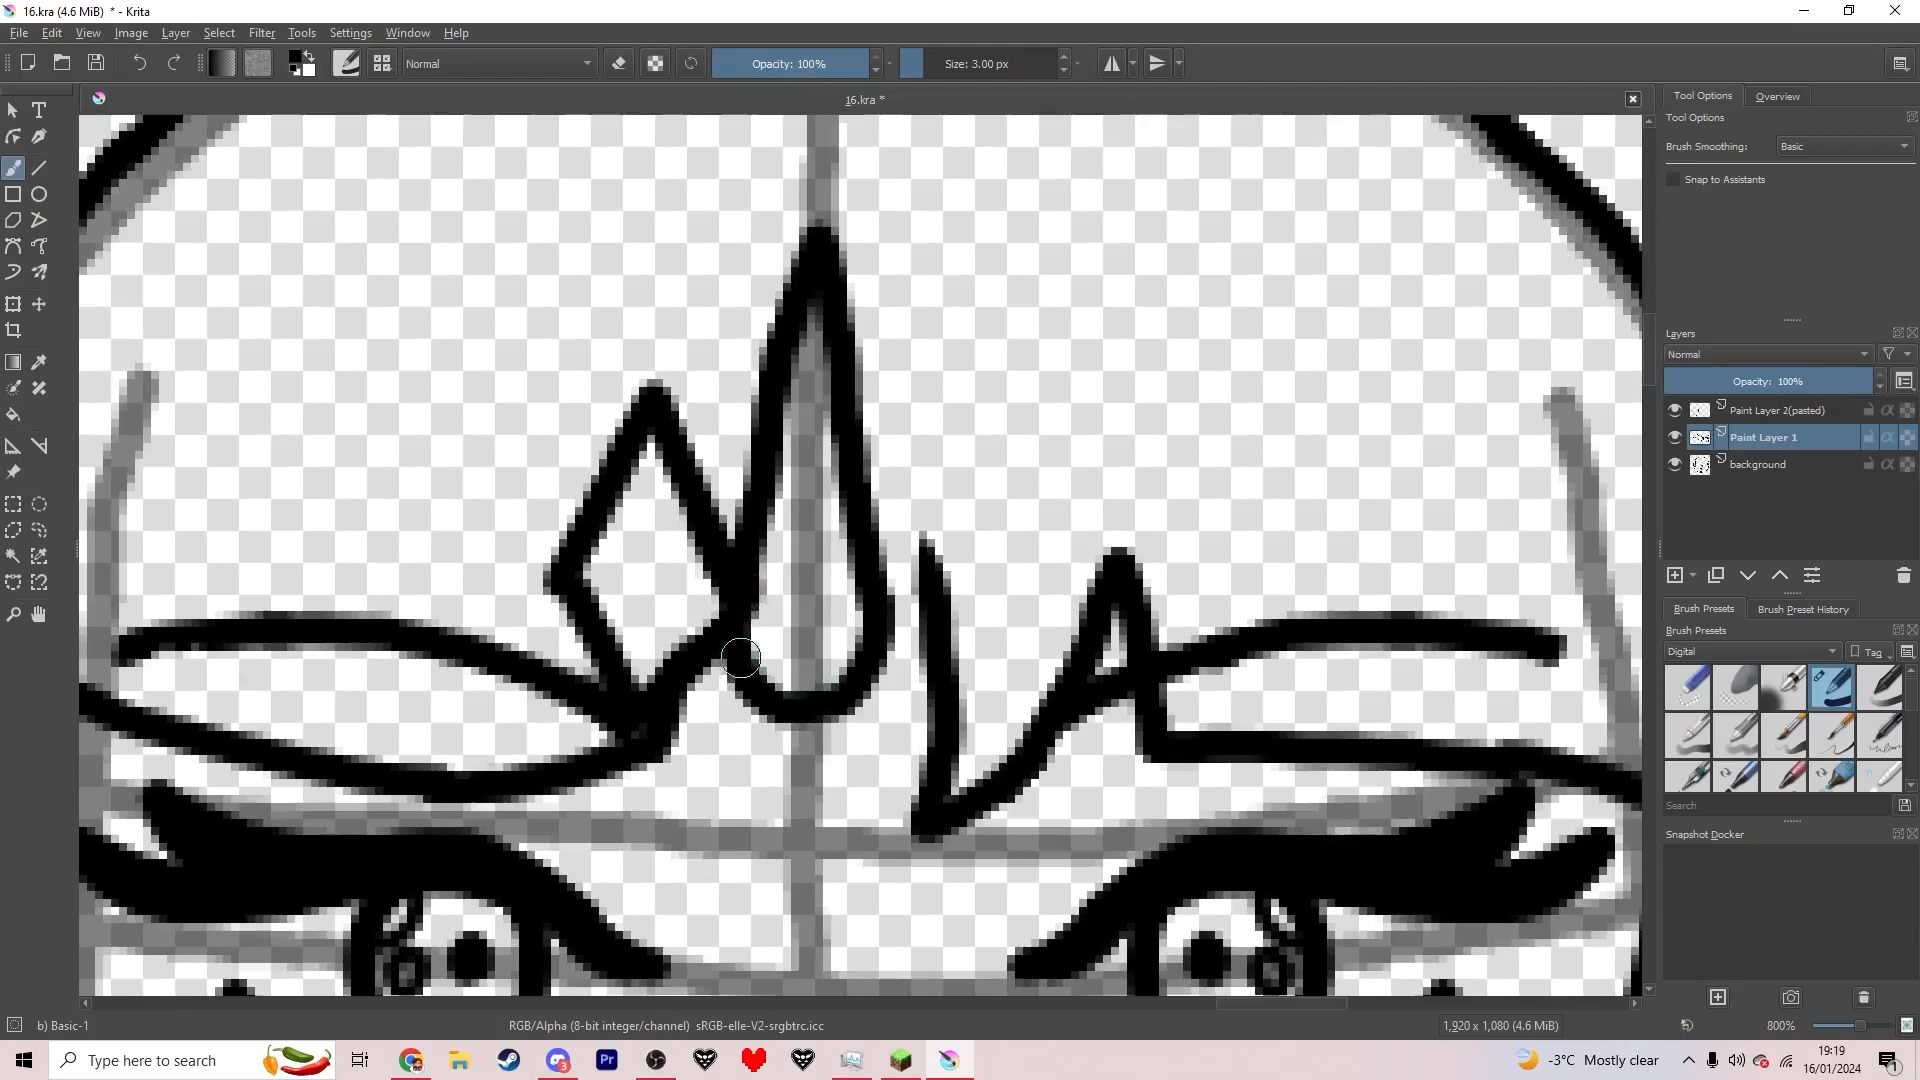 16.kra (4.6 MiB)  * - Krita
File Edit View Image Layer Select Filter Tools Settings Window Help
Normal
Opacity: 100%
Size: 3.00 px
16.kra *
Tool Options
Overview
Tool Options
Brush Smoothing:
Basic
Snap to Assistants
Layers
Normal
Opacity: 100%
Paint Layer 2(pasted)
Paint Layer 1
background
Brush Presets
Brush Preset History
Brush Presets
Digital
Tag
Search
Snapshot Docker
b) Basic-1
RGB/Alpha (8-bit integer/channel)  sRGB-elle-V2-srgbtrc.icc
1,920 x 1,080 (4.6 MiB)
800%
Type here to search
3
Pr
-3°C  Mostly clear
19:19
16/01/2024
1